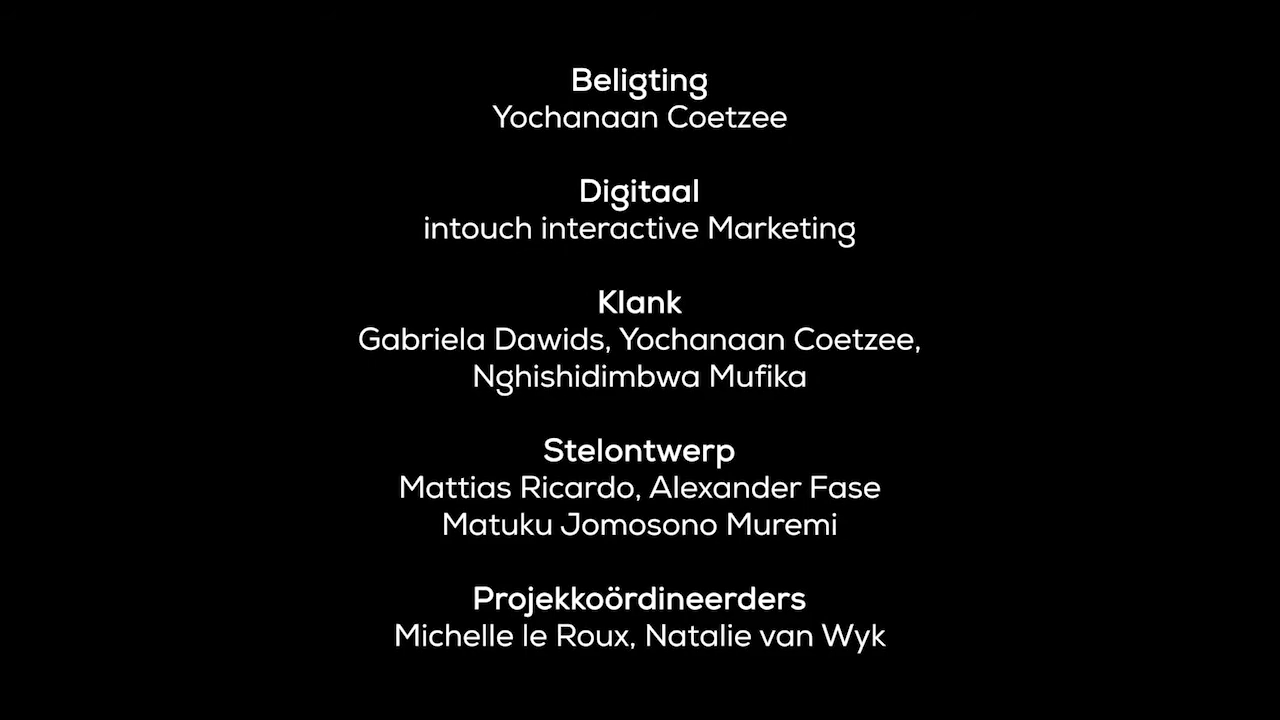 Beligting
Yochanaan Coetzee
Digitaal
intouch interactive Marketing
Klank
Gabriela Dawids, Yochanaan Coetzee,
Nghishidimbwa Mufika
Stelontwerp
Mattias Ricardo, Alexander Fase
Matuku Jomosono Muremi
Projekkoördineerders
Michelle le Roux, Natalie van Wyk